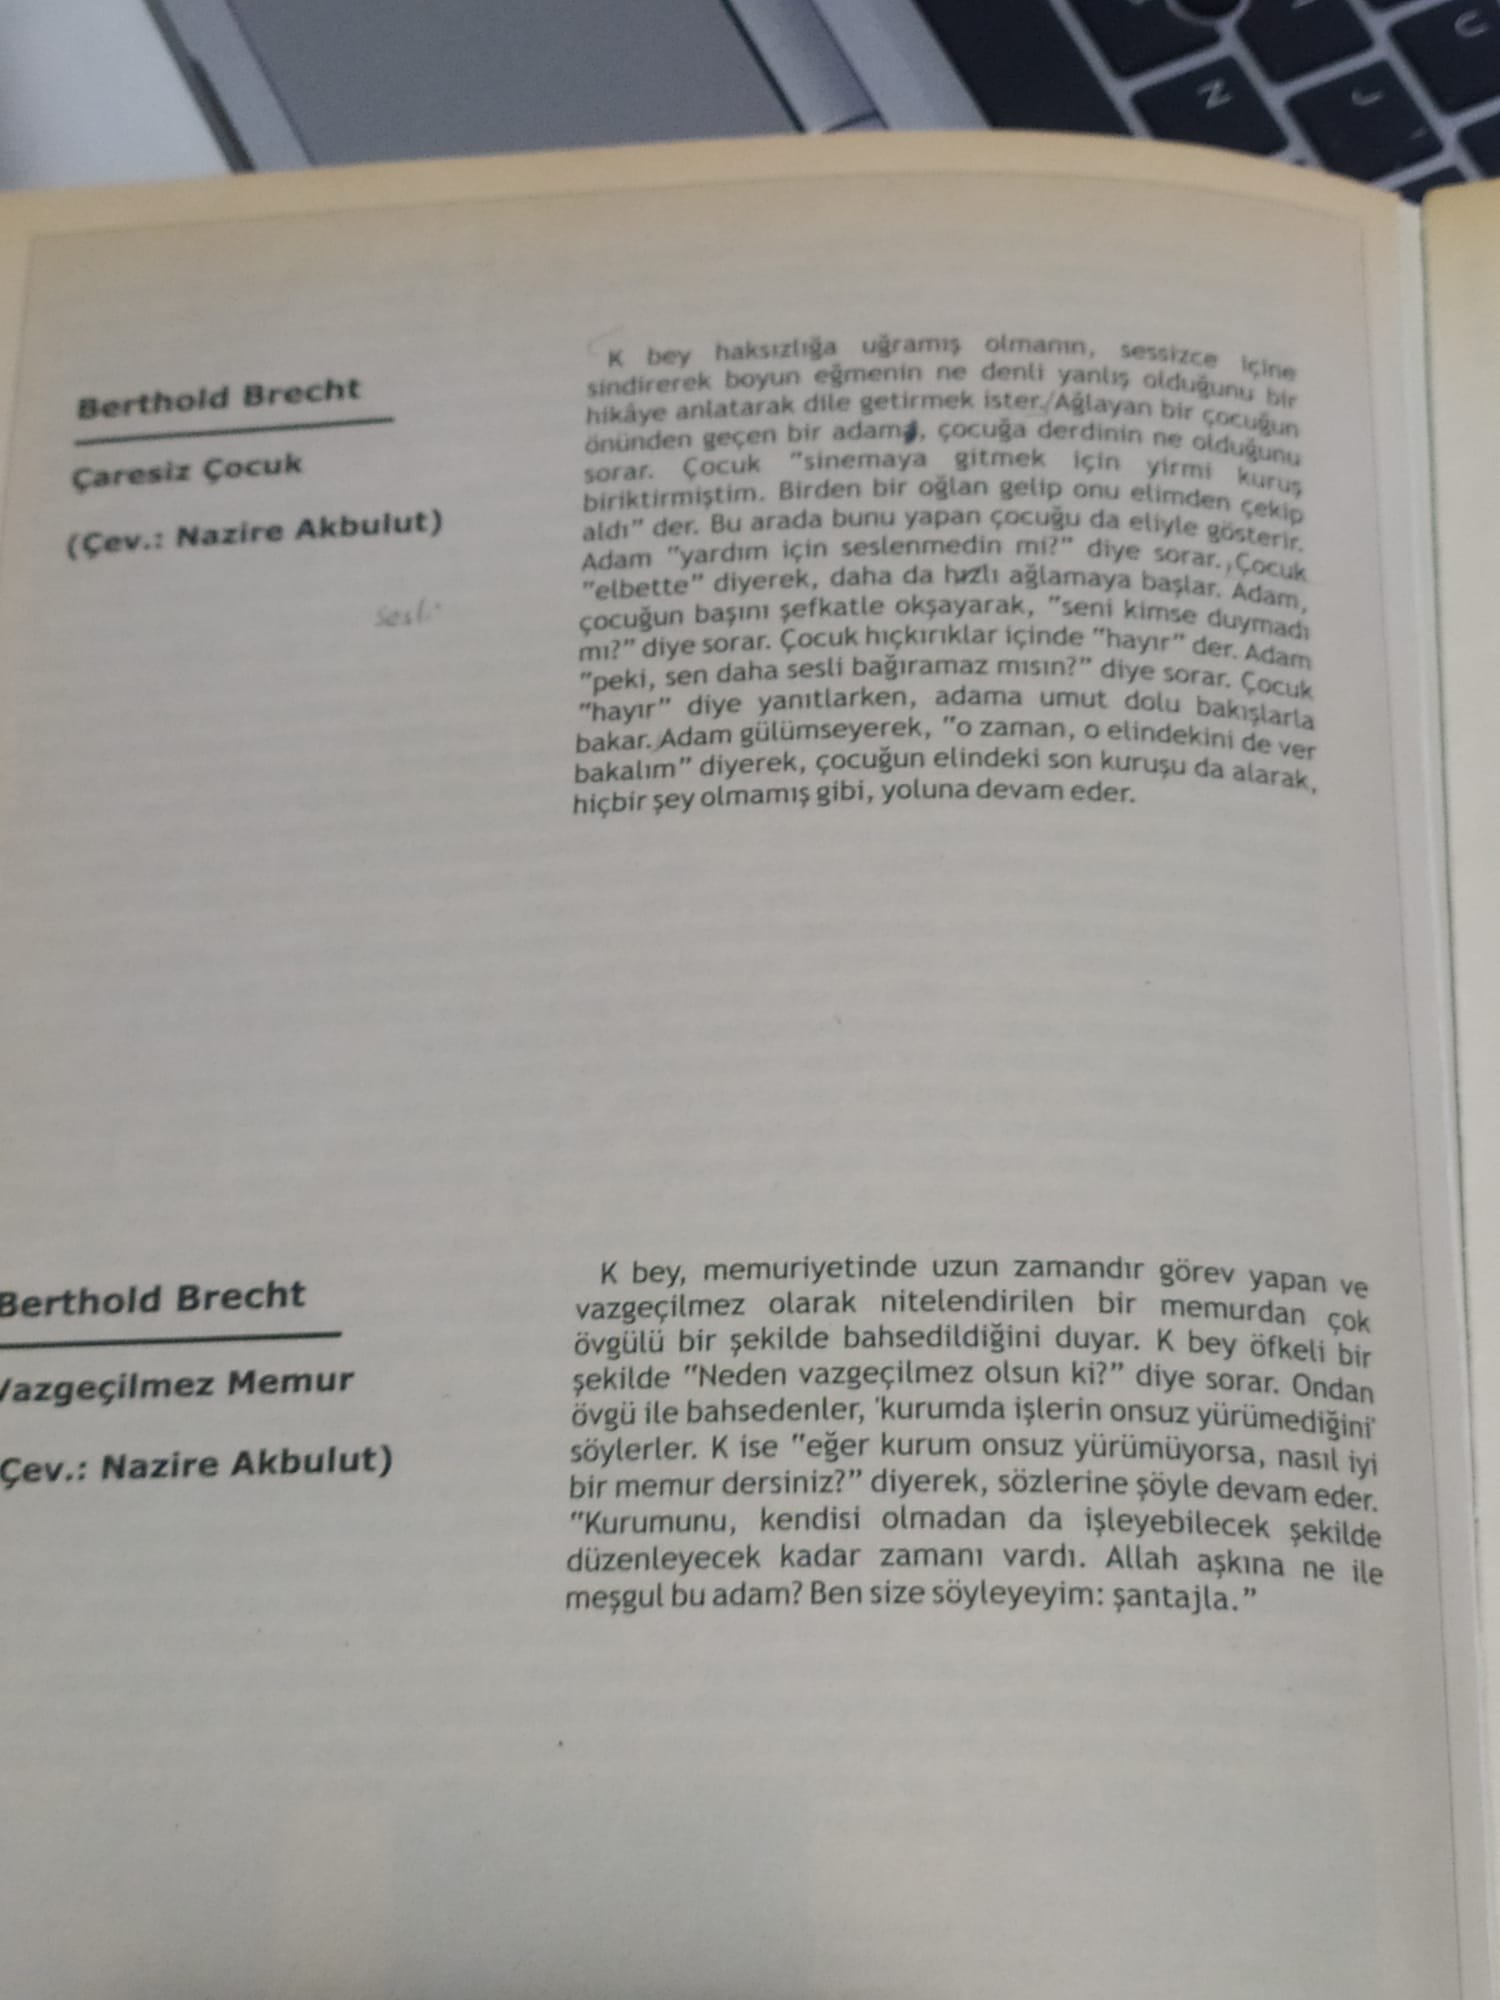 Berthold Brecht
Çaresiz Çocuk
(Çev.: Nazire Akbulut)
sesli
K bey haksızlığa uğramış olmanın, sessizce içine
sindirerek boyun eğmenin ne denli yanlış olduğunu bir
hikâye anlatarak dile getirmek ister./Ağlayan bir çocuğun
önünden geçen bir adam, çocuğa derdinin ne olduğunu
sorar. Çocuk "sinemaya gitmek için yirmi kuruş
biriktirmiştim. Birden bir oğlan gelip onu elimden çekip
aldı" der. Bu arada bunu yapan çocuğu da eliyle gösterir.
Adam "yardım için seslenmedin mi?" diye sorar. Çocuk
"elbette" diyerek, daha da hızlı ağlamaya başlar. Adam,
çocuğun başını şefkatle okşayarak, "seni kimse duymadı
mı?" diye sorar. Çocuk hıçkırıklar içinde "hayır" der. Adam
"peki, sen daha sesli bağıramaz mısın?" diye sorar. Çocuk
"hayır" diye yanıtlarken, adama umut dolu bakışlarla
bakar. Adam gülümseyerek, "o zaman, o elindekini de ver
bakalım" diyerek, çocuğun elindeki son kuruşu da alarak,
hiçbir şey olmamış gibi, yoluna devam eder.
Berthold Brecht
Vazgeçilmez Memur
Çev.: Nazire Akbulut)
K bey, memuriyetinde uzun zamandır görev yapan ve
vazgeçilmez olarak nitelendirilen bir memurdan çok
övgülü bir şekilde bahsedildiğini duyar. K bey öfkeli bir
şekilde "Neden vazgeçilmez olsun ki?" diye sorar. Ondan
övgü ile bahsedenler, 'kurumda işlerin onsuz yürümediğini'
söylerler. K ise "eğer kurum onsuz yürümüyorsa, nasıl iyi
bir memur dersiniz?" diyerek, sözlerine şöyle devam eder.
"Kurumunu, kendisi olmadan da işleyebilecek şekilde
düzenleyecek kadar zamanı vardı. Allah aşkına ne ile
meşgul bu adam? Ben size söyleyeyim: şantajla."